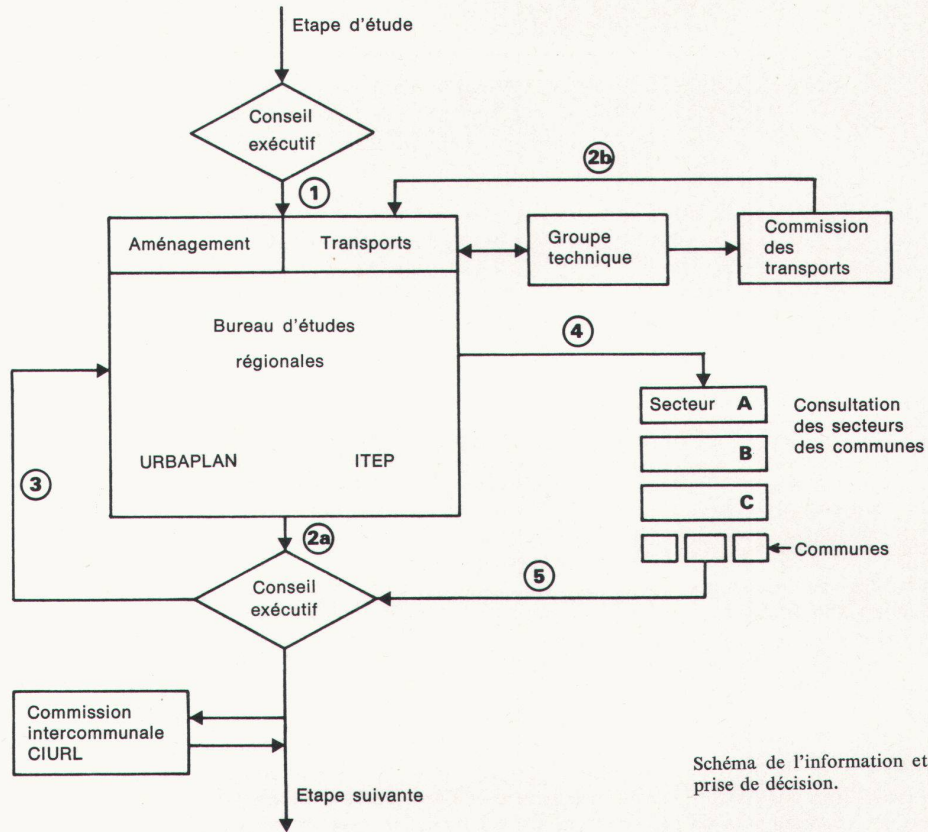 Etape d'étude
Conseil
exécutif
1
2b
Aménagement
Transports
Groupe
technique
Commission
des
transports
Bureau d'études
régionales
4
Secteur A
B
C
Consultation
des secteurs
des communes
URBAPLAN
ITEP
3
2a
Communes
Conseil
exécutif
5
Commission
intercommunale
CIURL
Etape suivante
Schéma de l'information et
prise de décision.